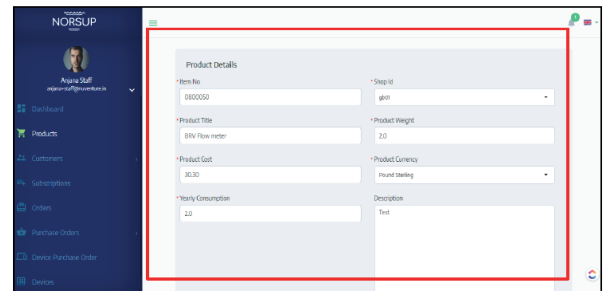 NORSUP
1
Anjana Staff
anjana+staff@nuventure.in
Dashboard
Products
Customers
Subscriptions
Orders
Purchase Orders
Device Purchase Order
Devices
Product Details
* Item No
0800050
* Shop Id
gbch
* Product Title
BRV Flow meter
* Product Weight
2.0
* Product Cost
30.30
* Product Currency
Pound Sterling
* Yearly Consumption
2.0
Description
Test